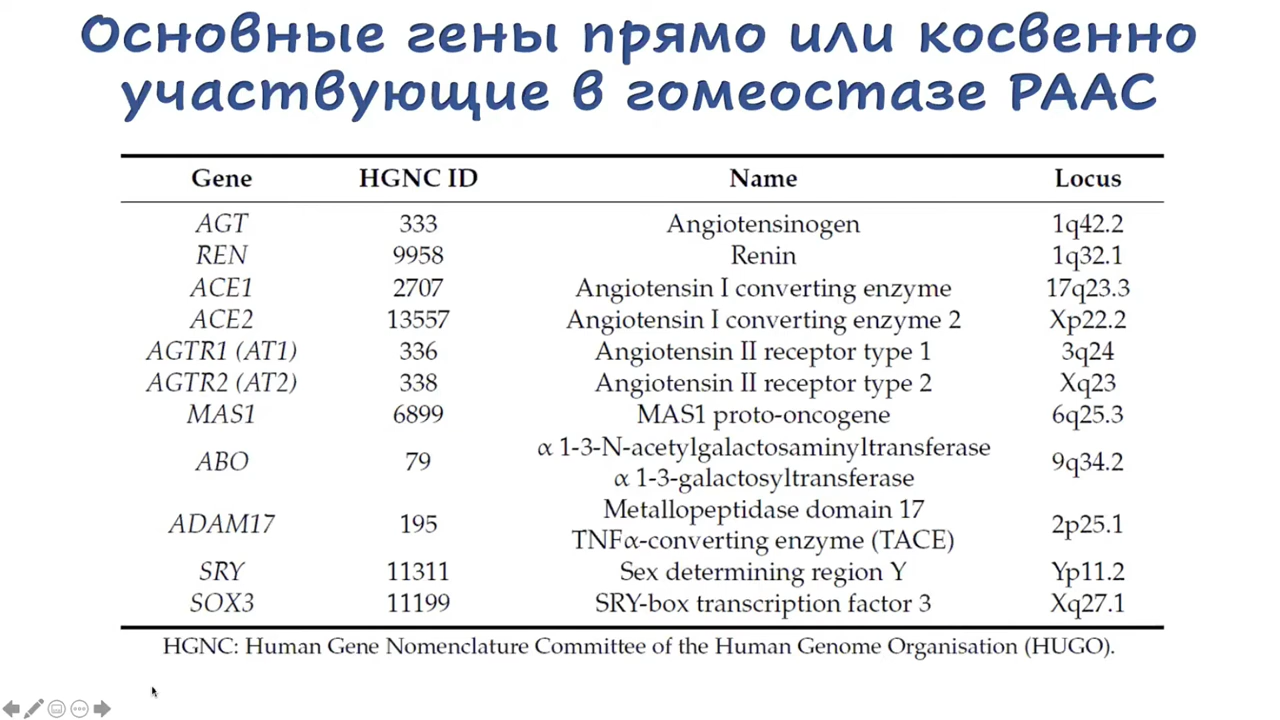 Основные гены прямо или косвенно
участвующие в гомеостазе РААС
Gene HGNC ID Name Locus
AGT 333 Angiotensinogen 1q42.2
REN 9958 Renin 1q32.1
ACE1 2707 Angiotensin I converting enzyme 17q23.3
ACE2 13557 Angiotensin I converting enzyme 2 Xp22.2
AGTR1 (AT1) 336 Angiotensin II receptor type 1 3q24
AGTR2 (AT2) 338 Angiotensin II receptor type 2 Xq23
MAS1 6899 MAS1 proto-oncogene 6q25.3
ABO 79 α 1-3-N-acetylgalactosaminyltransferase 9q34.2
α 1-3-galactosyltransferase
ADAM17 195 Metallopeptidase domain 17 2p25.1
TNFα-converting enzyme (TACE)
SRY 11311 Sex determining region Y Yp11.2
SOX3 11199 SRY-box transcription factor 3 Xq27.1
HGNC: Human Gene Nomenclature Committee of the Human Genome Organisation (HUGO).